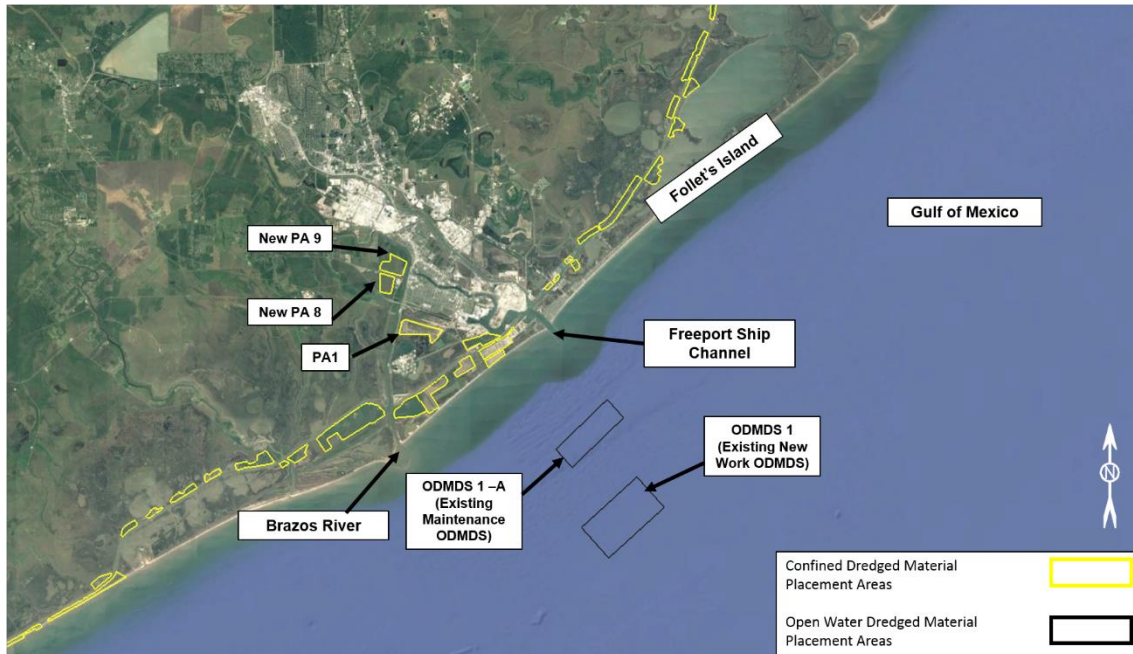 Follet's Island
Gulf of Mexico
New PA 9
New PA 8
PA1
Freeport Ship
Channel
ODMDS 1
(Existing New
Work ODMDS)
ODMDS 1 –A
(Existing
Maintenance
ODMDS)
Brazos River
N
Confined Dredged Material
Placement Areas
Open Water Dredged Material
Placement Areas